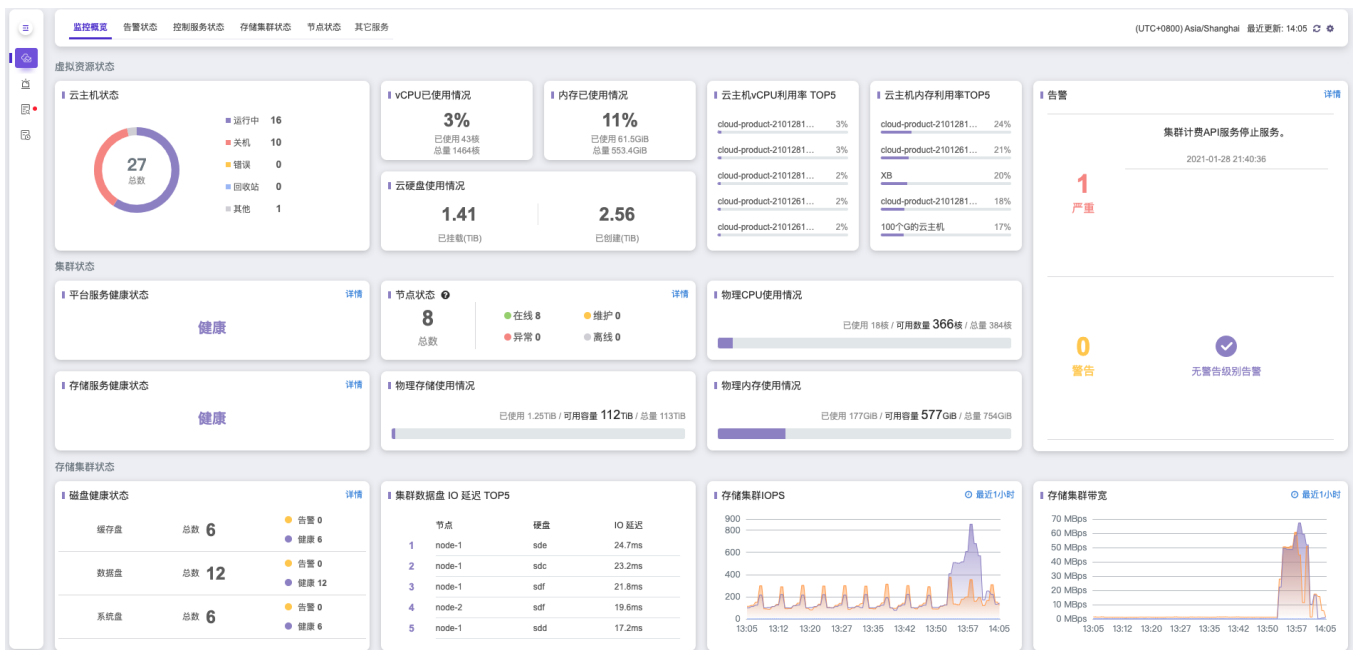 监控概览 告警状态 控制服务状态 存储集群状态 节点状态 其它服务
(UTC+0800) Asia/Shanghai 最近更新: 14:05
虚拟资源状态
云主机状态
27
总数
运行中 16
关机 10
错误 0
回收站 0
其他 1
vCPU已使用情况
3%
已使用 43核
总量 1464核
内存已使用情况
11%
已使用 61.5GiB
总量 553.4GiB
云硬盘使用情况
1.41
已挂载(TiB)
2.56
已创建(TiB)
云主机vCPU利用率 TOP5
cloud-product-2101281... 3%
cloud-product-2101281... 3%
cloud-product-2101281... 2%
cloud-product-2101261... 2%
cloud-product-2101261... 2%
云主机内存利用率TOP5
cloud-product-2101281... 24%
cloud-product-2101261... 21%
XB 20%
cloud-product-2101281... 18%
100个G的云主机 17%
告警 详情
1
严重
集群计费API服务停止服务。
2021-01-28 21:40:36
0
警告
无警告级别告警
集群状态
平台服务健康状态 详情
健康
节点状态 详情
8
总数
在线 8
维护 0
异常 0
离线 0
物理CPU使用情况
已使用 18核 / 可用数量 366核 / 总量 384核
存储服务健康状态 详情
健康
物理存储使用情况
已使用 1.25TiB / 可用容量 112TiB / 总量 113TiB
物理内存使用情况
已使用 177GiB / 可用容量 577GiB / 总量 754GiB
存储集群状态
磁盘健康状态 详情
缓存盘 总数 6
告警 0
健康 6
数据盘 总数 12
告警 0
健康 12
系统盘 总数 6
告警 0
健康 6
集群数据盘 IO 延迟 TOP5
节点 硬盘 IO 延迟
1 node-1 sde 24.7ms
2 node-1 sdc 23.2ms
3 node-1 sdf 21.8ms
4 node-2 sdf 19.6ms
5 node-1 sdd 17.2ms
存储集群IOPS 最近1小时
900
800
600
400
200
0
13:05 13:12 13:20 13:27 13:35 13:42 13:50 13:57 14:05
存储集群带宽 最近1小时
70 MBps
60 MBps
50 MBps
40 MBps
30 MBps
20 MBps
10 MBps
0 MBps
13:05 13:12 13:20 13:27 13:35 13:42 13:50 13:57 14:05